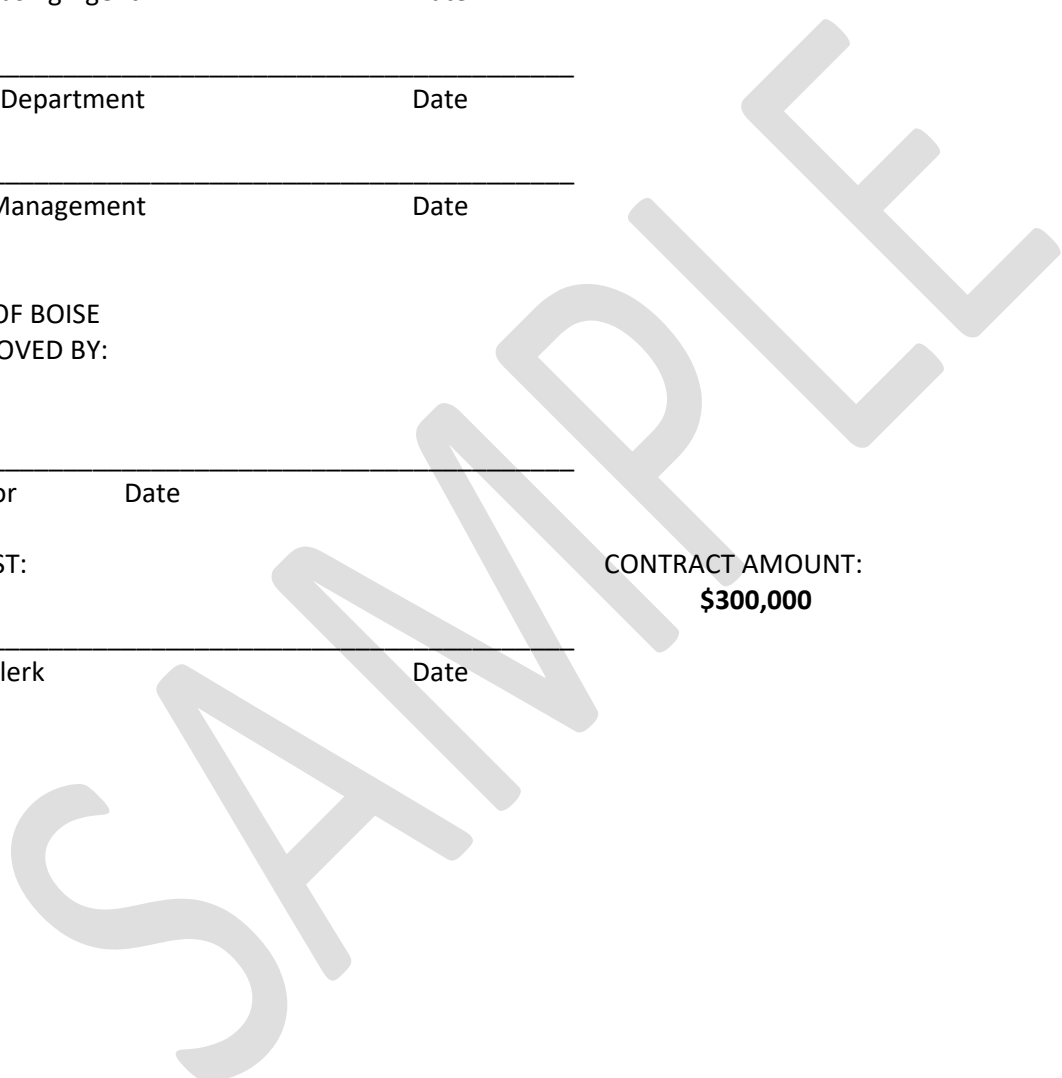 Department Date
Management Date
OF BOISE
OVED BY:
or Date
ST: CONTRACT AMOUNT:
$300,000
lerk Date
SAMPLE